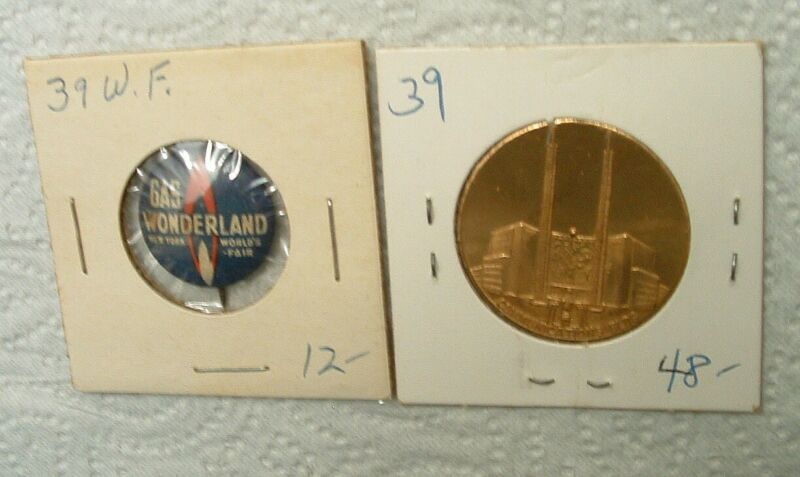 39 W.F.
GAS
WONDERLAND
NEW YORK WORLD'S
FAIR
12-
39
48-